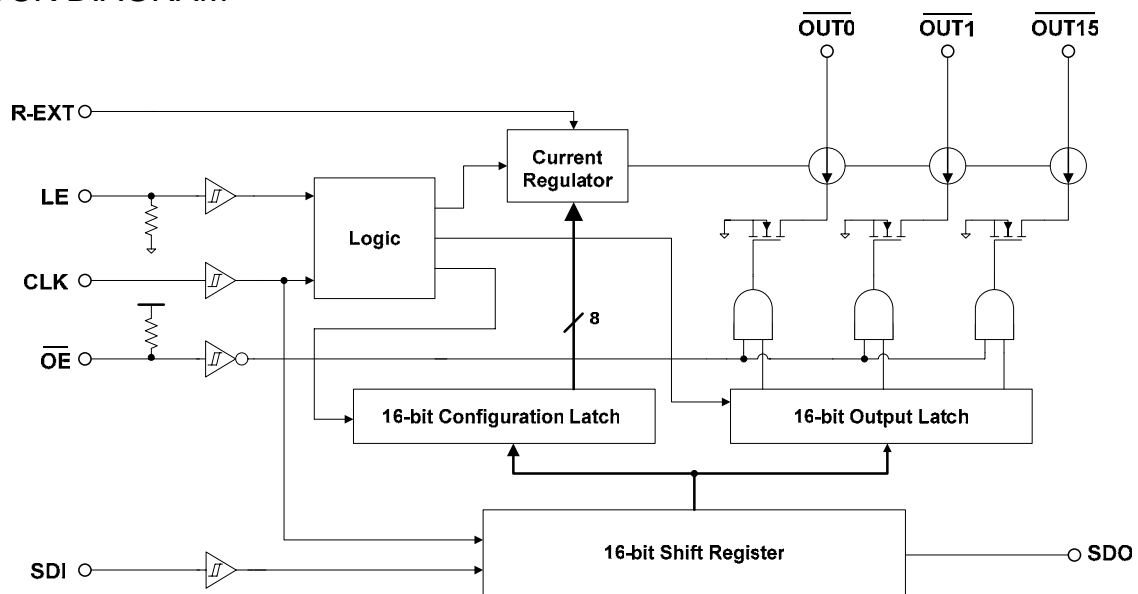 OUT0
OUT1
OUT15
R-EXT
Current
Regulator
LE
Logic
CLK
8
OE
16-bit Configuration Latch
16-bit Output Latch
16-bit Shift Register
SDI
SDO